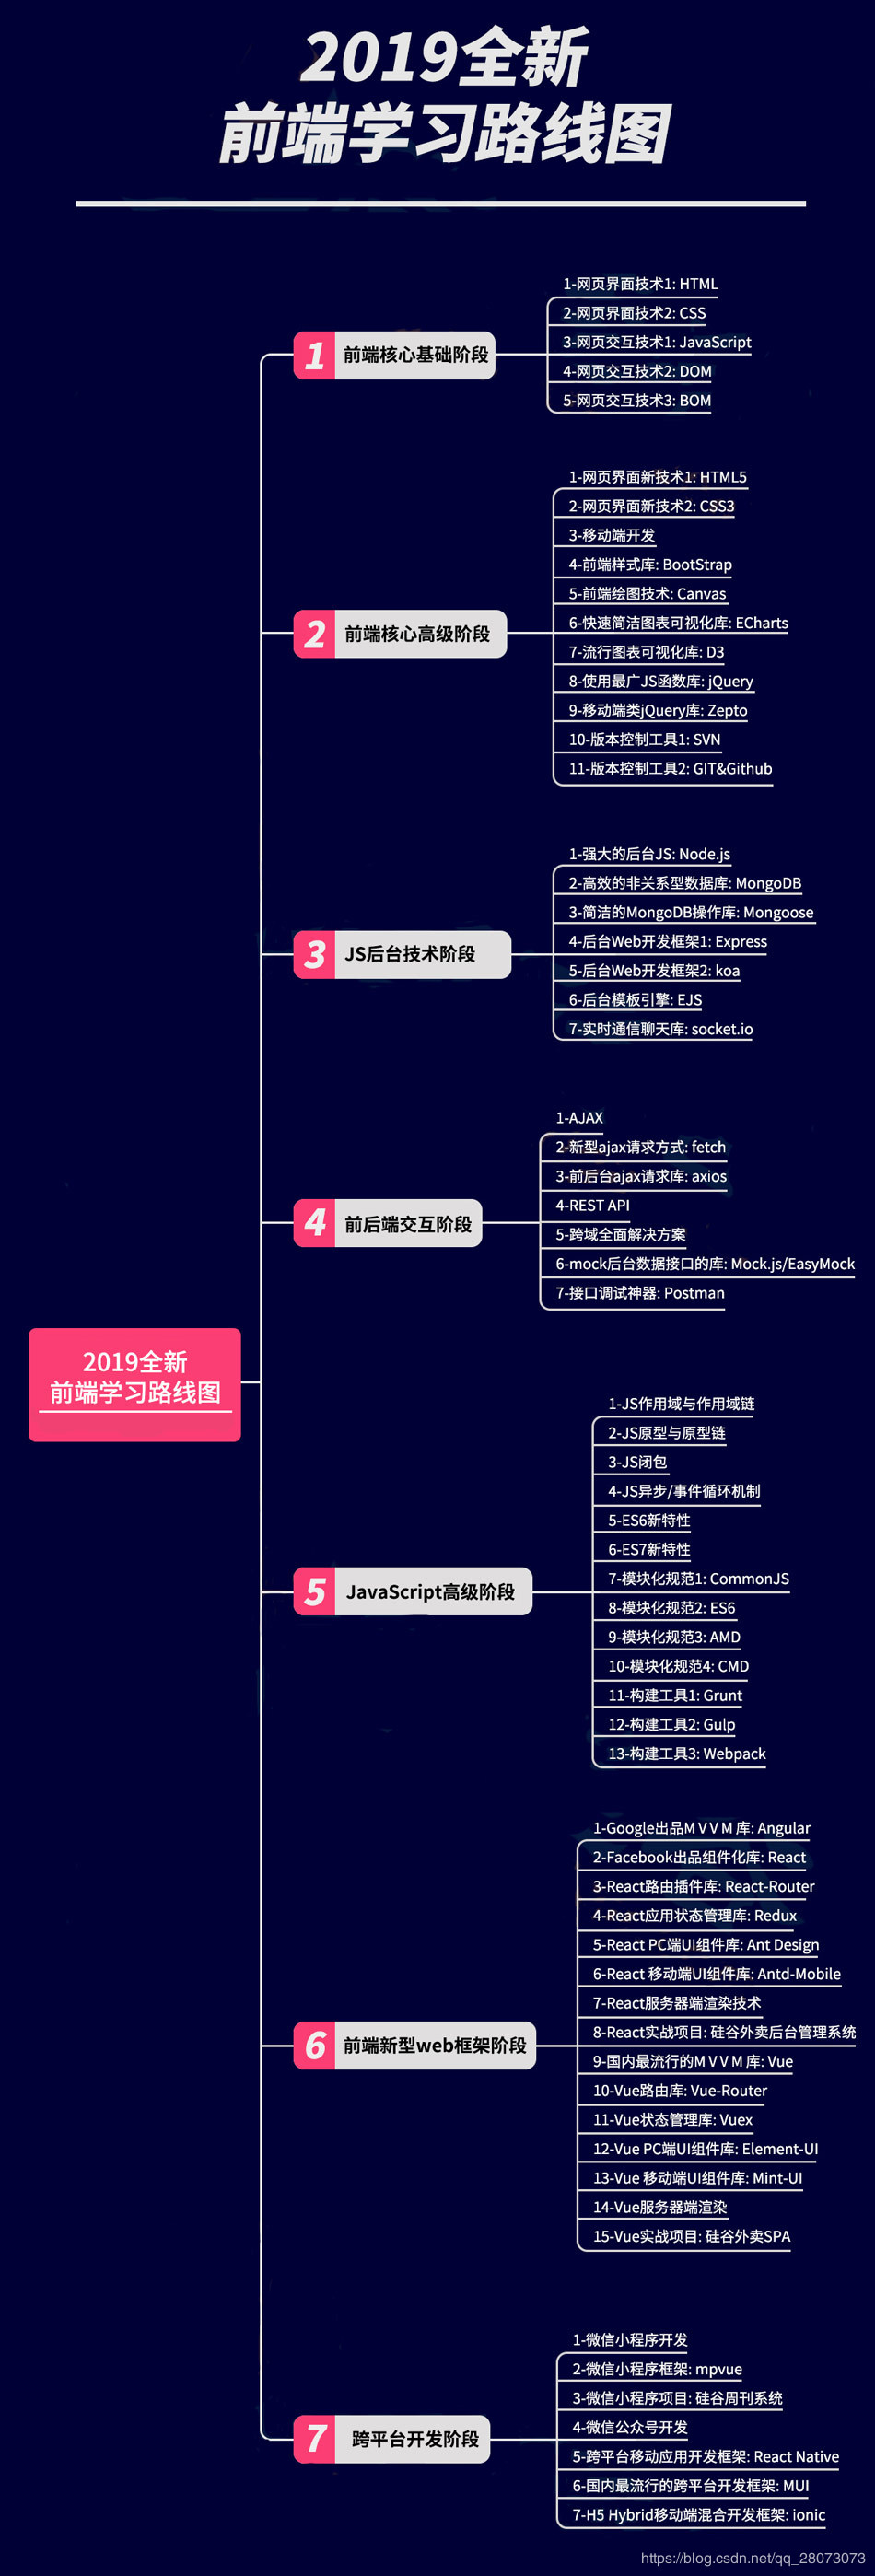 2019全新
前端学习路线图
1 前端核心基础阶段
1-网页界面技术1: HTML
2-网页界面技术2: CSS
3-网页交互技术1: JavaScript
4-网页交互技术2: DOM
5-网页交互技术3: BOM
2 前端核心高级阶段
1-网页界面新技术1: HTML5
2-网页界面新技术2: CSS3
3-移动端开发
4-前端样式库: BootStrap
5-前端绘图技术: Canvas
6-快速简洁图表可视化库: ECharts
7-流行图表可视化库: D3
8-使用最广JS函数库: jQuery
9-移动端类jQuery库: Zepto
10-版本控制工具1: SVN
11-版本控制工具2: GIT&Github
3 JS后台技术阶段
1-强大的后台JS: Node.js
2-高效的非关系型数据库: MongoDB
3-简洁的MongoDB操作库: Mongoose
4-后台Web开发框架1: Express
5-后台Web开发框架2: koa
6-后台模板引擎: EJS
7-实时通信聊天库: socket.io
4 前后端交互阶段
1-AJAX
2-新型ajax请求方式: fetch
3-前后台ajax请求库: axios
4-REST API
5-跨域全面解决方案
6-mock后台数据接口的库: Mock.js/EasyMock
7-接口调试神器: Postman
2019全新
前端学习路线图
5 JavaScript高级阶段
1-JS作用域与作用域链
2-JS原型与原型链
3-JS闭包
4-JS异步/事件循环机制
5-ES6新特性
6-ES7新特性
7-模块化规范1: CommonJS
8-模块化规范2: ES6
9-模块化规范3: AMD
10-模块化规范4: CMD
11-构建工具1: Grunt
12-构建工具2: Gulp
13-构建工具3: Webpack
6 前端新型web框架阶段
1-Google出品M V V M 库: Angular
2-Facebook出品组件化库: React
3-React路由插件库: React-Router
4-React应用状态管理库: Redux
5-React PC端UI组件库: Ant Design
6-React 移动端UI组件库: Antd-Mobile
7-React服务器端渲染技术
8-React实战项目: 硅谷外卖后台管理系统
9-国内最流行的M V V M 库: Vue
10-Vue路由库: Vue-Router
11-Vue状态管理库: Vuex
12-Vue PC端UI组件库: Element-UI
13-Vue 移动端UI组件库: Mint-UI
14-Vue服务器端渲染
15-Vue实战项目: 硅谷外卖SPA
7 跨平台开发阶段
1-微信小程序开发
2-微信小程序框架: mpvue
3-微信小程序项目: 硅谷周刊系统
4-微信公众号开发
5-跨平台移动应用开发框架: React Native
6-国内最流行的跨平台开发框架: MUI
7-H5 Hybrid移动端混合开发框架: ionic
https://blog.csdn.net/qq_28073073